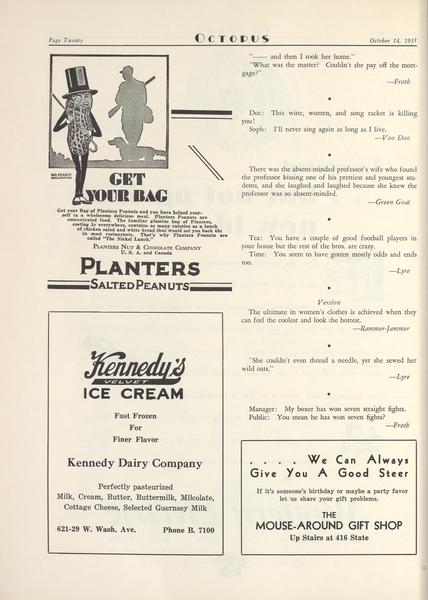 Page Twenty
OCTOPUS
October 14, 1931
MR. PEANUT
GET
YOUR BAG
Get your Bag of Planters Peanuts and you have helped your-
self to a wholesome delicious meal. Planters Peanuts are
concentrated food. The familiar glassine bag of Planters,
costing 5c everywhere, contains as many calories as a lunch
of chicken salad and white bread that would set you back 40c
in most restaurants. That's why Planters Peanuts are
called "The Nickel Lunch."
PLANTERS NUT & CHOCOLATE COMPANY
U. S. A. and Canada
PLANTERS
SALTED PEANUTS
Kennedy's
VELVET
ICE CREAM
Fast Frozen
For
Finer Flavor
Kennedy Dairy Company
Perfectly pasteurized
Milk, Cream, Butter, Buttermilk, Milcolate,
Cottage Cheese, Selected Guernsey Milk
621-29 W. Wash. Ave. Phone B. 7100
"—— and then I took her home."
"What was the matter? Couldn't she pay off the mort-
gage?"
—Froth
•
Doc: This wine, women, and song racket is killing
you!
Soph: I'll never sing again as long as I live.
—Voo Doo
•
There was the absent-minded professor's wife who found
the professor kissing one of his prettiest and youngest stu-
dents, and she laughed and laughed because she knew the
professor was so absent-minded.
—Green Goat
•
Tea: You have a couple of good football players in
your house but the rest of the bros. are crazy.
Time: You seem to have gotten mostly odds and ends
too.
—Lyre
•
Version
The ultimate in women's clothes is achieved when they
can feel the coolest and look the hottest.
—Rammer-Jammer
•
"She couldn't even thread a needle, yet she sewed her
wild oats."
—Lyre
•
Manager: My boxer has won seven straight fights.
Public: You mean he has won seven fights?
—Froth
. . . . We Can Always
Give You A Good Steer
If it's someone's birthday or maybe a party favor
let us share your gift problems.
THE
MOUSE-AROUND GIFT SHOP
Up Stairs at 416 State